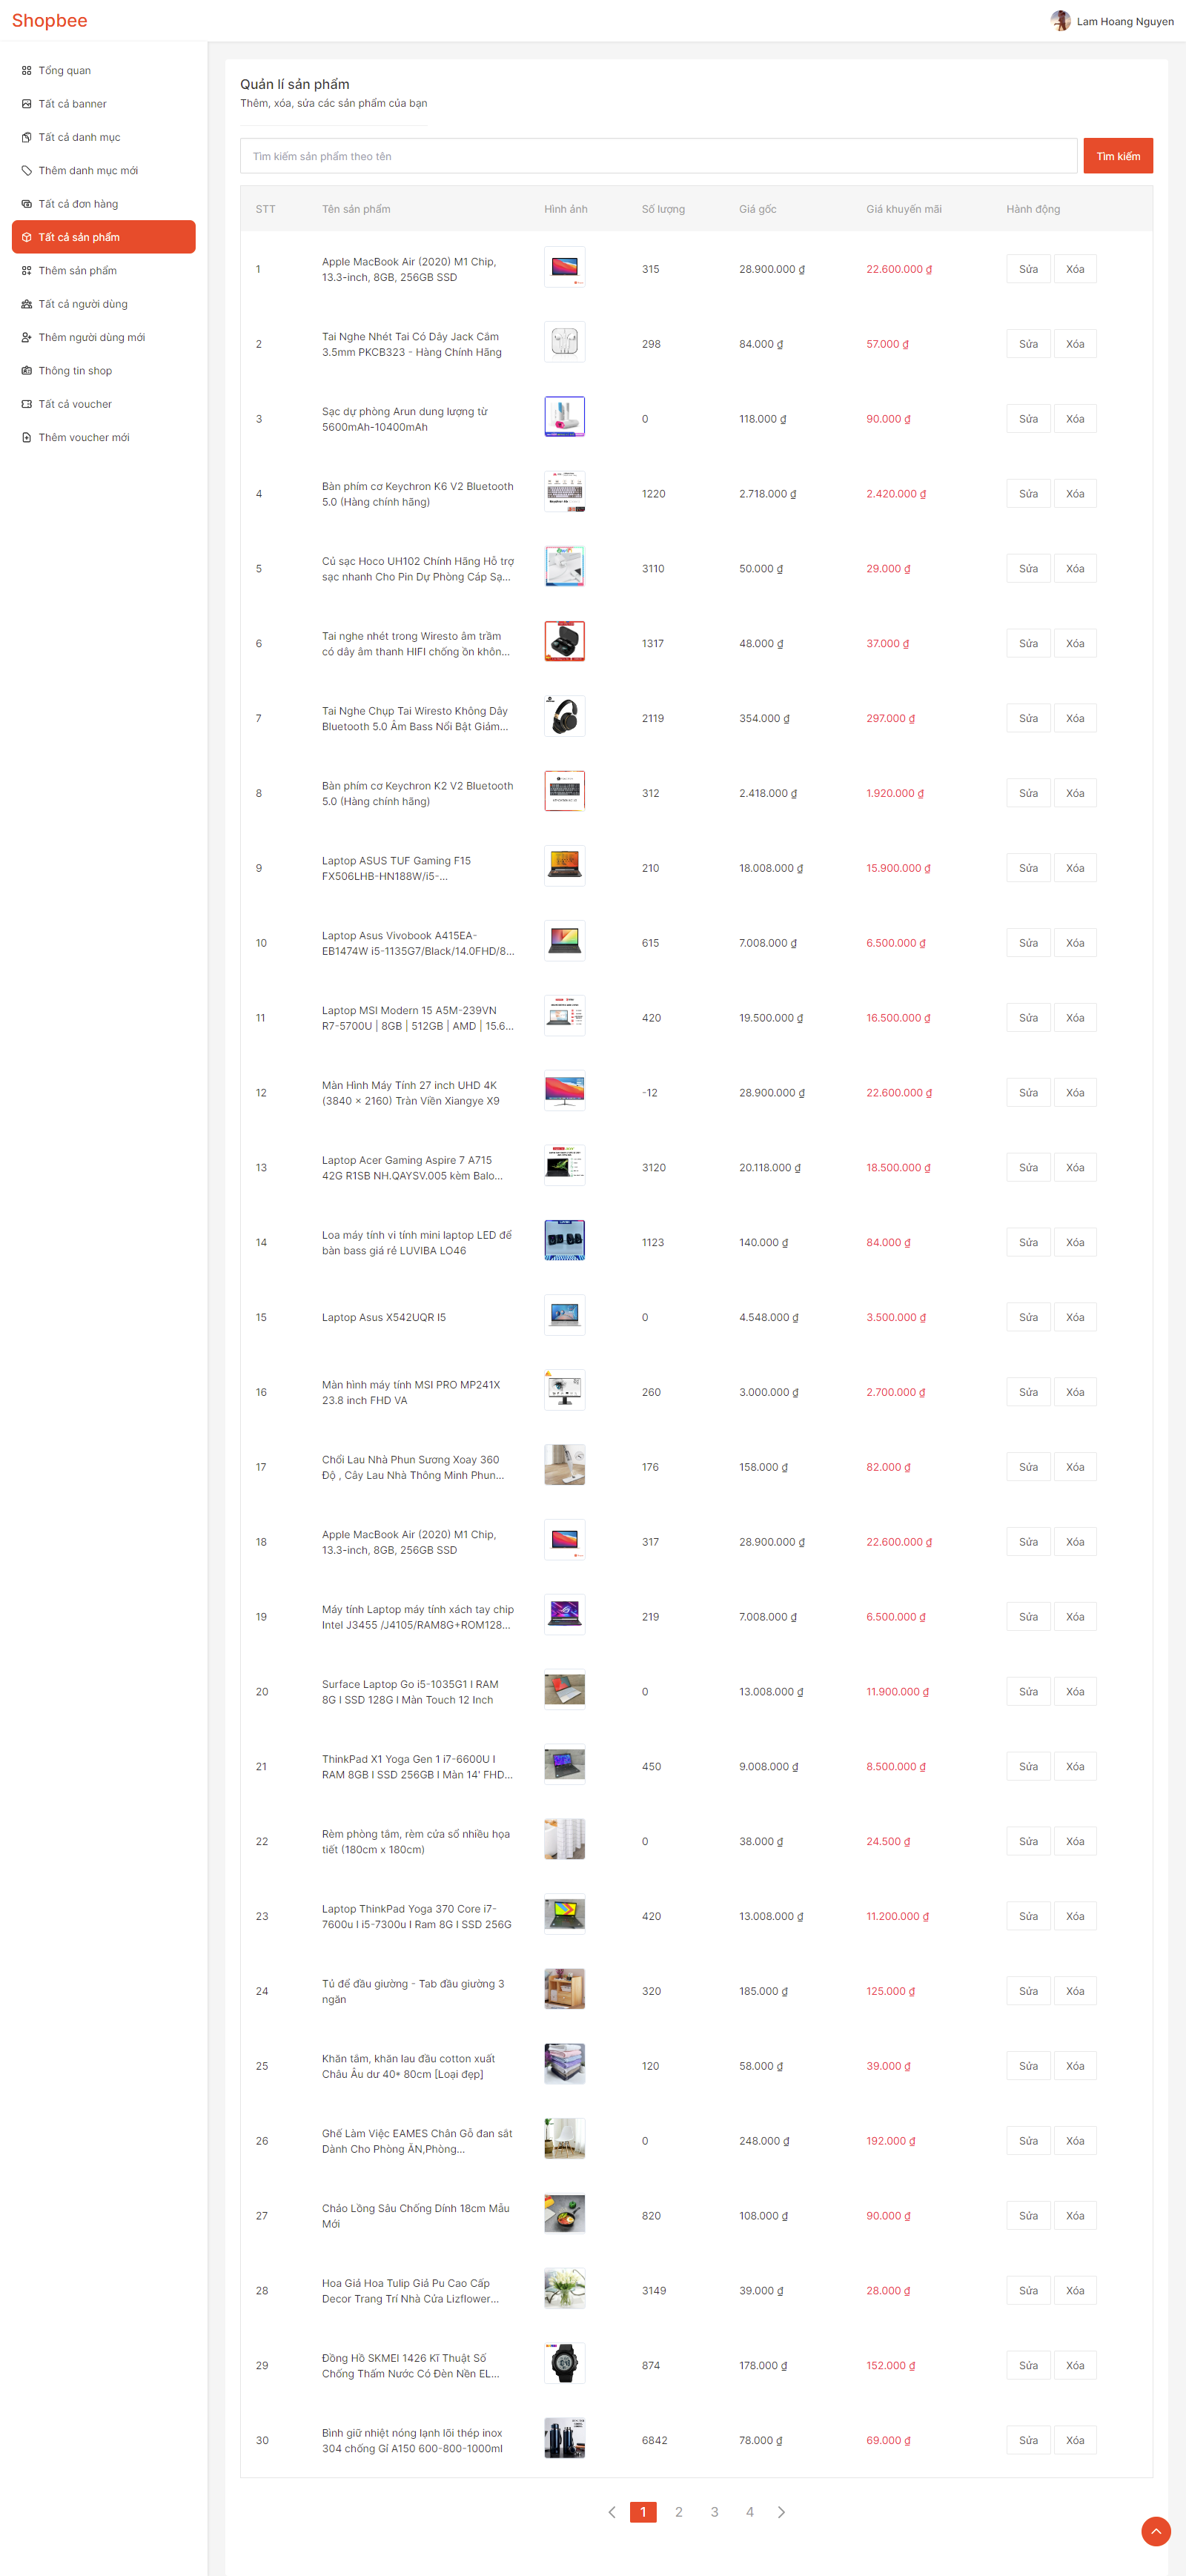 Shopbee
Lam Hoang Nguyen
Tổng quan
Tất cả banner
Tất cả danh mục
Thêm danh mục mới
Tất cả đơn hàng
Tất cả sản phẩm
Thêm sản phẩm
Tất cả người dùng
Thêm người dùng mới
Thông tin shop
Tất cả voucher
Thêm voucher mới
Quản lí sản phẩm
Thêm, xóa, sửa các sản phẩm của bạn
Tìm kiếm sản phẩm theo tên
Tìm kiếm
STT Tên sản phẩm Hình ảnh Số lượng Giá gốc Giá khuyến mãi Hành động
1 Apple MacBook Air (2020) M1 Chip, 315 28.900.000 ₫ 22.600.000 ₫ Sửa Xóa
13.3-inch, 8GB, 256GB SSD
2 Tai Nghe Nhét Tai Có Dây Jack Cắm 298 84.000 ₫ 57.000 ₫ Sửa Xóa
3.5mm PKCB323 - Hàng Chính Hãng
3 Sạc dự phòng Arun dung lượng từ 0 118.000 ₫ 90.000 ₫ Sửa Xóa
5600mAh-10400mAh
4 Bàn phím cơ Keychron K6 V2 Bluetooth 1220 2.718.000 ₫ 2.420.000 ₫ Sửa Xóa
5.0 (Hàng chính hãng)
5 Củ sạc Hoco UH102 Chính Hãng Hỗ trợ 3110 50.000 ₫ 29.000 ₫ Sửa Xóa
sạc nhanh Cho Pin Dự Phòng Cáp Sạ...
6 Tai nghe nhét trong Wiresto âm trầm 1317 48.000 ₫ 37.000 ₫ Sửa Xóa
có dây âm thanh HIFI chống ồn khôn...
7 Tai Nghe Chụp Tai Wiresto Không Dây 2119 354.000 ₫ 297.000 ₫ Sửa Xóa
Bluetooth 5.0 Âm Bass Nổi Bật Giảm...
8 Bàn phím cơ Keychron K2 V2 Bluetooth 312 2.418.000 ₫ 1.920.000 ₫ Sửa Xóa
5.0 (Hàng chính hãng)
9 Laptop ASUS TUF Gaming F15 210 18.008.000 ₫ 15.900.000 ₫ Sửa Xóa
FX506LHB-HN188W/i5-...
10 Laptop Asus Vivobook A415EA- 615 7.008.000 ₫ 6.500.000 ₫ Sửa Xóa
EB1474W i5-1135G7/Black/14.0FHD/8...
11 Laptop MSI Modern 15 A5M-239VN 420 19.500.000 ₫ 16.500.000 ₫ Sửa Xóa
R7-5700U | 8GB | 512GB | AMD | 15.6...
12 Màn Hình Máy Tính 27 inch UHD 4K -12 28.900.000 ₫ 22.600.000 ₫ Sửa Xóa
(3840 × 2160) Tràn Viền Xiangye X9
13 Laptop Acer Gaming Aspire 7 A715 3120 20.118.000 ₫ 18.500.000 ₫ Sửa Xóa
42G R1SB NH.QAYSV.005 kèm Balo...
14 Loa máy tính vi tính mini laptop LED để 1123 140.000 ₫ 84.000 ₫ Sửa Xóa
bàn bass giá rẻ LUVIBA LO46
15 Laptop Asus X542UQR I5 0 4.548.000 ₫ 3.500.000 ₫ Sửa Xóa
16 Màn hình máy tính MSI PRO MP241X 260 3.000.000 ₫ 2.700.000 ₫ Sửa Xóa
23.8 inch FHD VA
17 Chổi Lau Nhà Phun Sương Xoay 360 176 158.000 ₫ 82.000 ₫ Sửa Xóa
Độ , Cây Lau Nhà Thông Minh Phun...
18 Apple MacBook Air (2020) M1 Chip, 317 28.900.000 ₫ 22.600.000 ₫ Sửa Xóa
13.3-inch, 8GB, 256GB SSD
19 Máy tính Laptop máy tính xách tay chip 219 7.008.000 ₫ 6.500.000 ₫ Sửa Xóa
Intel J3455 /J4105/RAM8G+ROM128...
20 Surface Laptop Go i5-1035G1 I RAM 0 13.008.000 ₫ 11.900.000 ₫ Sửa Xóa
8G I SSD 128G I Màn Touch 12 Inch
21 ThinkPad X1 Yoga Gen 1 i7-6600U I 450 9.008.000 ₫ 8.500.000 ₫ Sửa Xóa
RAM 8GB I SSD 256GB I Màn 14' FHD...
22 Rèm phòng tắm, rèm cửa sổ nhiều họa 0 38.000 ₫ 24.500 ₫ Sửa Xóa
tiết (180cm x 180cm)
23 Laptop ThinkPad Yoga 370 Core i7- 420 13.008.000 ₫ 11.200.000 ₫ Sửa Xóa
7600u I i5-7300u I Ram 8G I SSD 256G
24 Tủ để đầu giường - Tab đầu giường 3 320 185.000 ₫ 125.000 ₫ Sửa Xóa
ngăn
25 Khăn tắm, khăn lau đầu cotton xuất 120 58.000 ₫ 39.000 ₫ Sửa Xóa
Châu Âu dư 40* 80cm [Loại đẹp]
26 Ghế Làm Việc EAMES Chân Gỗ đan sắt 0 248.000 ₫ 192.000 ₫ Sửa Xóa
Dành Cho Phòng ĂN,Phòng...
27 Chảo Lồng Sâu Chống Dính 18cm Mẫu 820 108.000 ₫ 90.000 ₫ Sửa Xóa
Mới
28 Hoa Giả Hoa Tulip Giả Pu Cao Cấp 3149 39.000 ₫ 28.000 ₫ Sửa Xóa
Decor Trang Trí Nhà Cửa Lizflower...
29 Đồng Hồ SKMEI 1426 Kĩ Thuật Số 874 178.000 ₫ 152.000 ₫ Sửa Xóa
Chống Thấm Nước Có Đèn Nền EL...
30 Bình giữ nhiệt nóng lạnh lõi thép inox 6842 78.000 ₫ 69.000 ₫ Sửa Xóa
304 chống Gỉ A150 600-800-1000ml
1 2 3 4